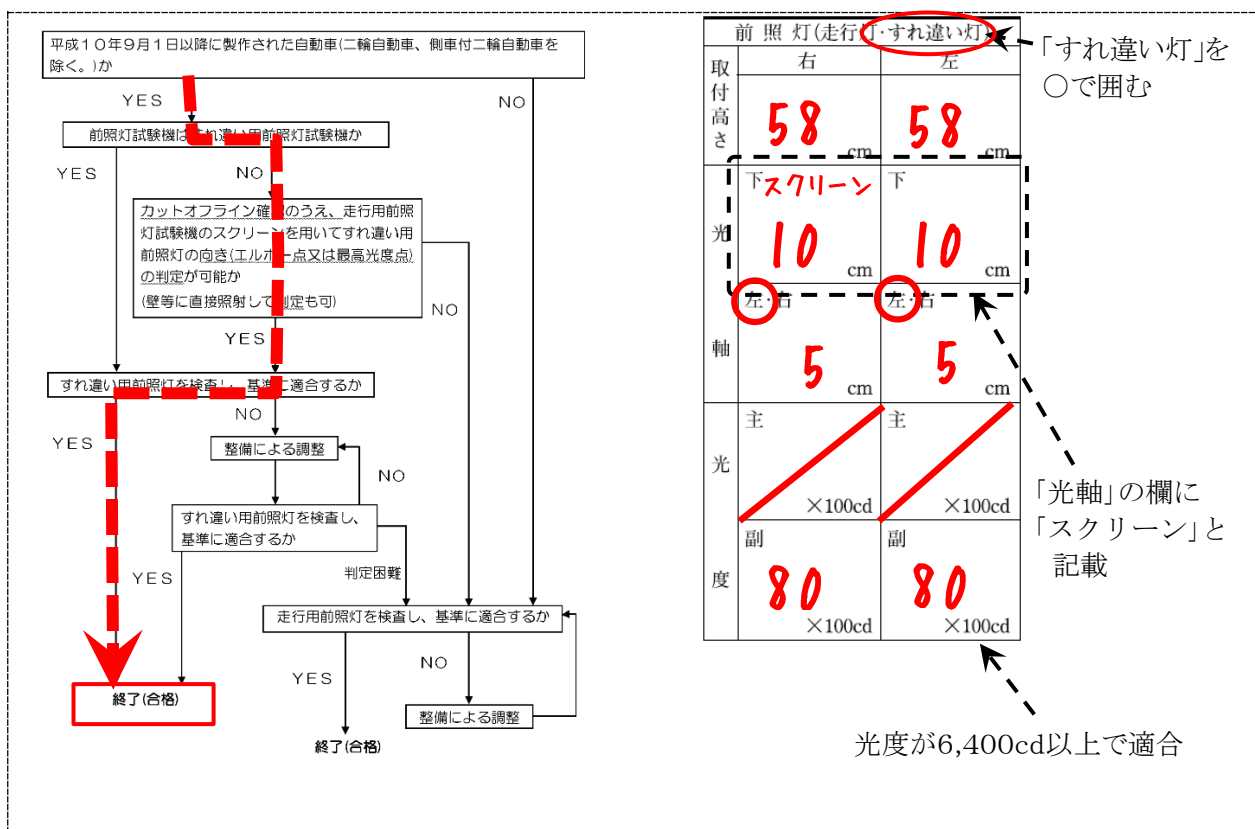 平成１０年９月１日以降に製作された自動車(二輪自動車、側車付二輪自動車を
除く。)か
YES
NO
前照灯試験機はすれ違い用前照灯試験機か
YES
NO
カットオフライン確認のうえ、走行用前照
灯試験機のスクリーンを用いてすれ違い用
前照灯の向き(エルボー点又は最高光度点)
の判定が可能か
(壁等に直接照射して判定も可)
NO
YES
すれ違い用前照灯を検査し、基準に適合するか
YES
NO
整備による調整
NO
すれ違い用前照灯を検査し、
基準に適合するか
YES
判定困難
走行用前照灯を検査し、基準に適合するか
YES
NO
整備による調整
終了(合格)
終了(合格)
前 照 灯(走行灯・すれ違い灯)
右 左
取付高さ
58 cm 58 cm
光
軸
下 スクリーン 下
10 cm 10 cm
左・右 左・右
5 cm 5 cm
光
度
主 主
×100cd ×100cd
副 副
80 80
×100cd ×100cd
「すれ違い灯」を
○で囲む
「光軸」の欄に
「スクリーン」と
記載
光度が6,400cd以上で適合